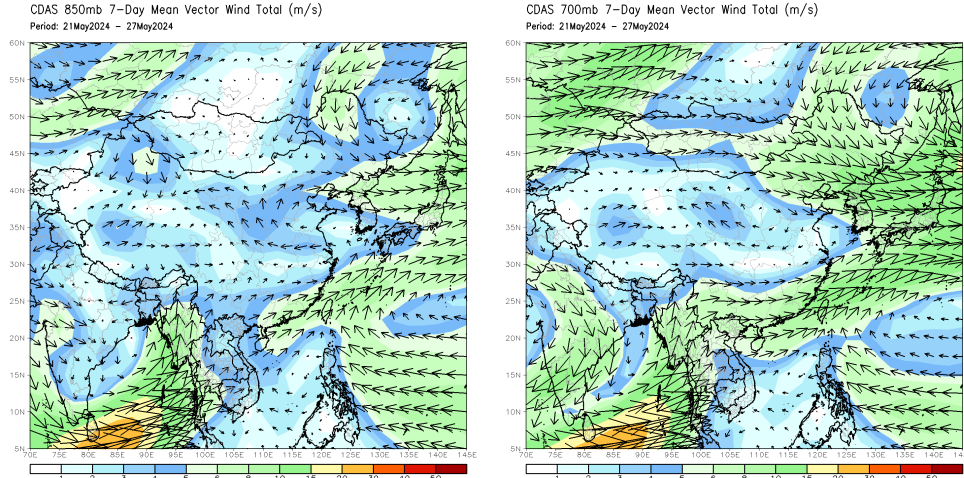 CDAS 850mb 7-Day Mean Vector Wind Total (m/s)
Period: 21May2024 - 27May2024
60N
55N
50N
45N
40N
35N
30N
25N
20N
15N
10N
5N
70E 75E 80E 85E 90E 95E 100E 105E 110E 115E 120E 125E 130E 135E 140E 145E
1 2 3 4 5 6 8 10 15 20 30 40 50
CDAS 700mb 7-Day Mean Vector Wind Total (m/s)
Period: 21May2024 - 27May2024
60N
55N
50N
45N
40N
35N
30N
25N
20N
15N
10N
5N
70E 75E 80E 85E 90E 95E 100E 105E 110E 115E 120E 125E 130E 135E 140E
1 2 3 4 5 6 8 10 15 20 30 40 50